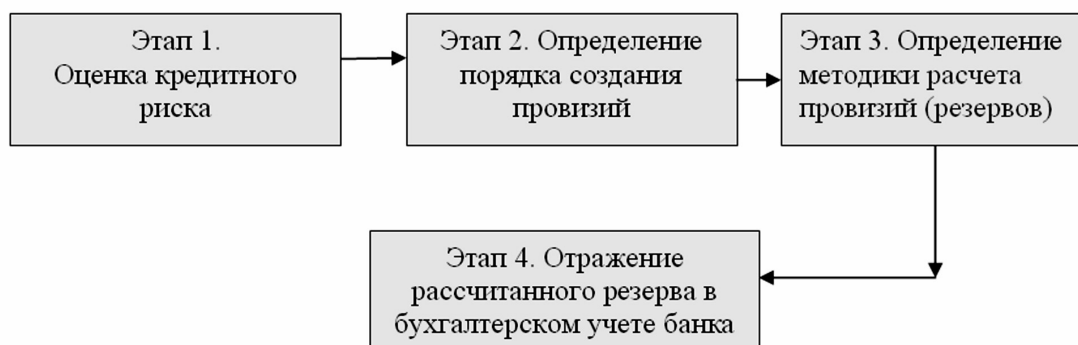 Этап 1.
Оценка кредитного
риска
Этап 2. Определение
порядка создания
провизий
Этап 3. Определение
методики расчета
провизий (резервов)
Этап 4. Отражение
рассчитанного резерва в
бухгалтерском учете банка